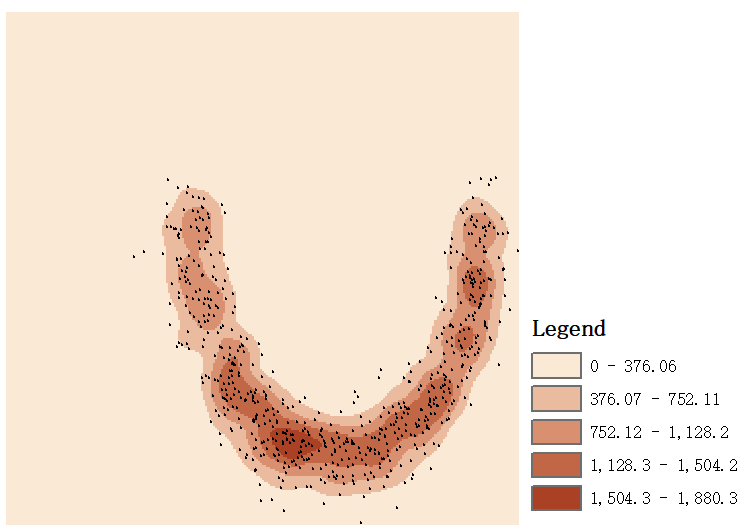 Legend
0 - 376.06
376.07 - 752.11
752.12 - 1,128.2
1,128.3 - 1,504.2
1,504.3 - 1,880.3